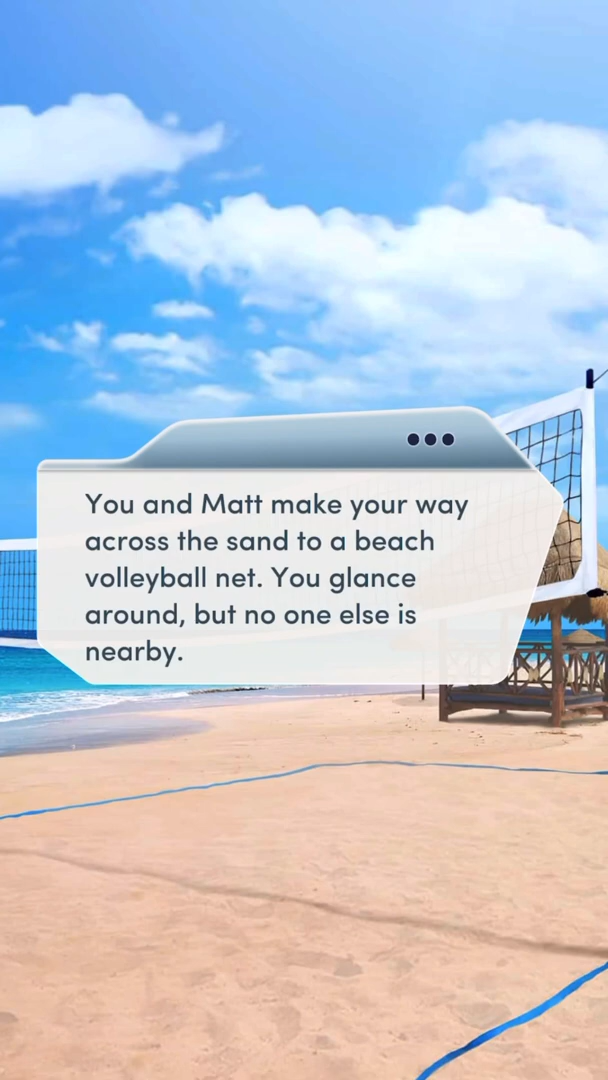 You and Matt make your way
across the sand to a beach
volleyball net. You glance
around, but no one else is
nearby.